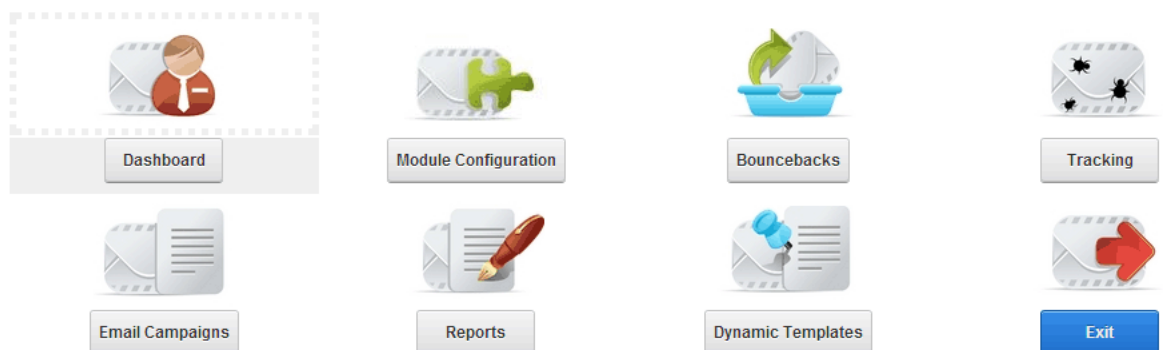 Dashboard
Module Configuration
Bouncebacks
Tracking
Email Campaigns
Reports
Dynamic Templates
Exit